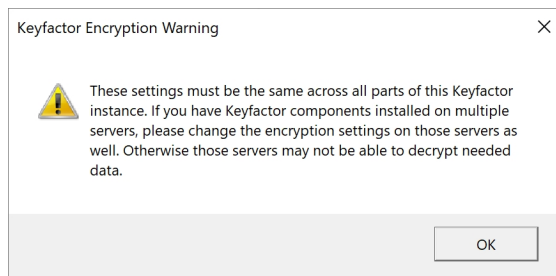 Keyfactor Encryption Warning
These settings must be the same across all parts of this Keyfactor
instance. If you have Keyfactor components installed on multiple
servers, please change the encryption settings on those servers as
well. Otherwise those servers may not be able to decrypt needed
data.
OK